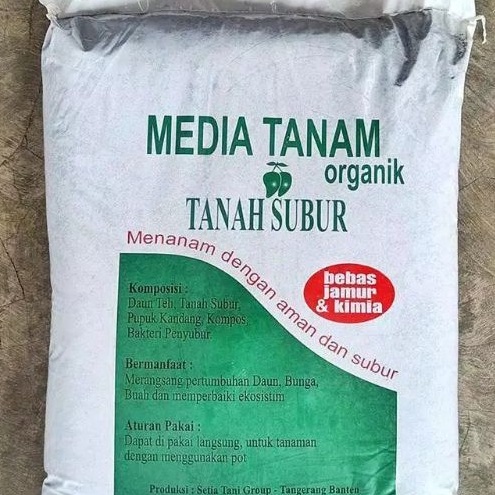 MEDIA TANAM
organik
TANAH SUBUR
Menanam dengan aman dan subur
bebas
jamur
& kimia
Komposisi :
Daun Teh, Tanah Subur,
Pupuk Kandang, Kompos,
Bakteri Penyubur.
Bermanfaat :
Merangsang pertumbuhan Daun, Bunga,
Buah dan memperbaiki ekosistim
Aturan Pakai :
Dapat di pakai langsung, untuk tanaman
dengan menggunakan pot
Produksi : Setia Tani Group - Tangerang Banten